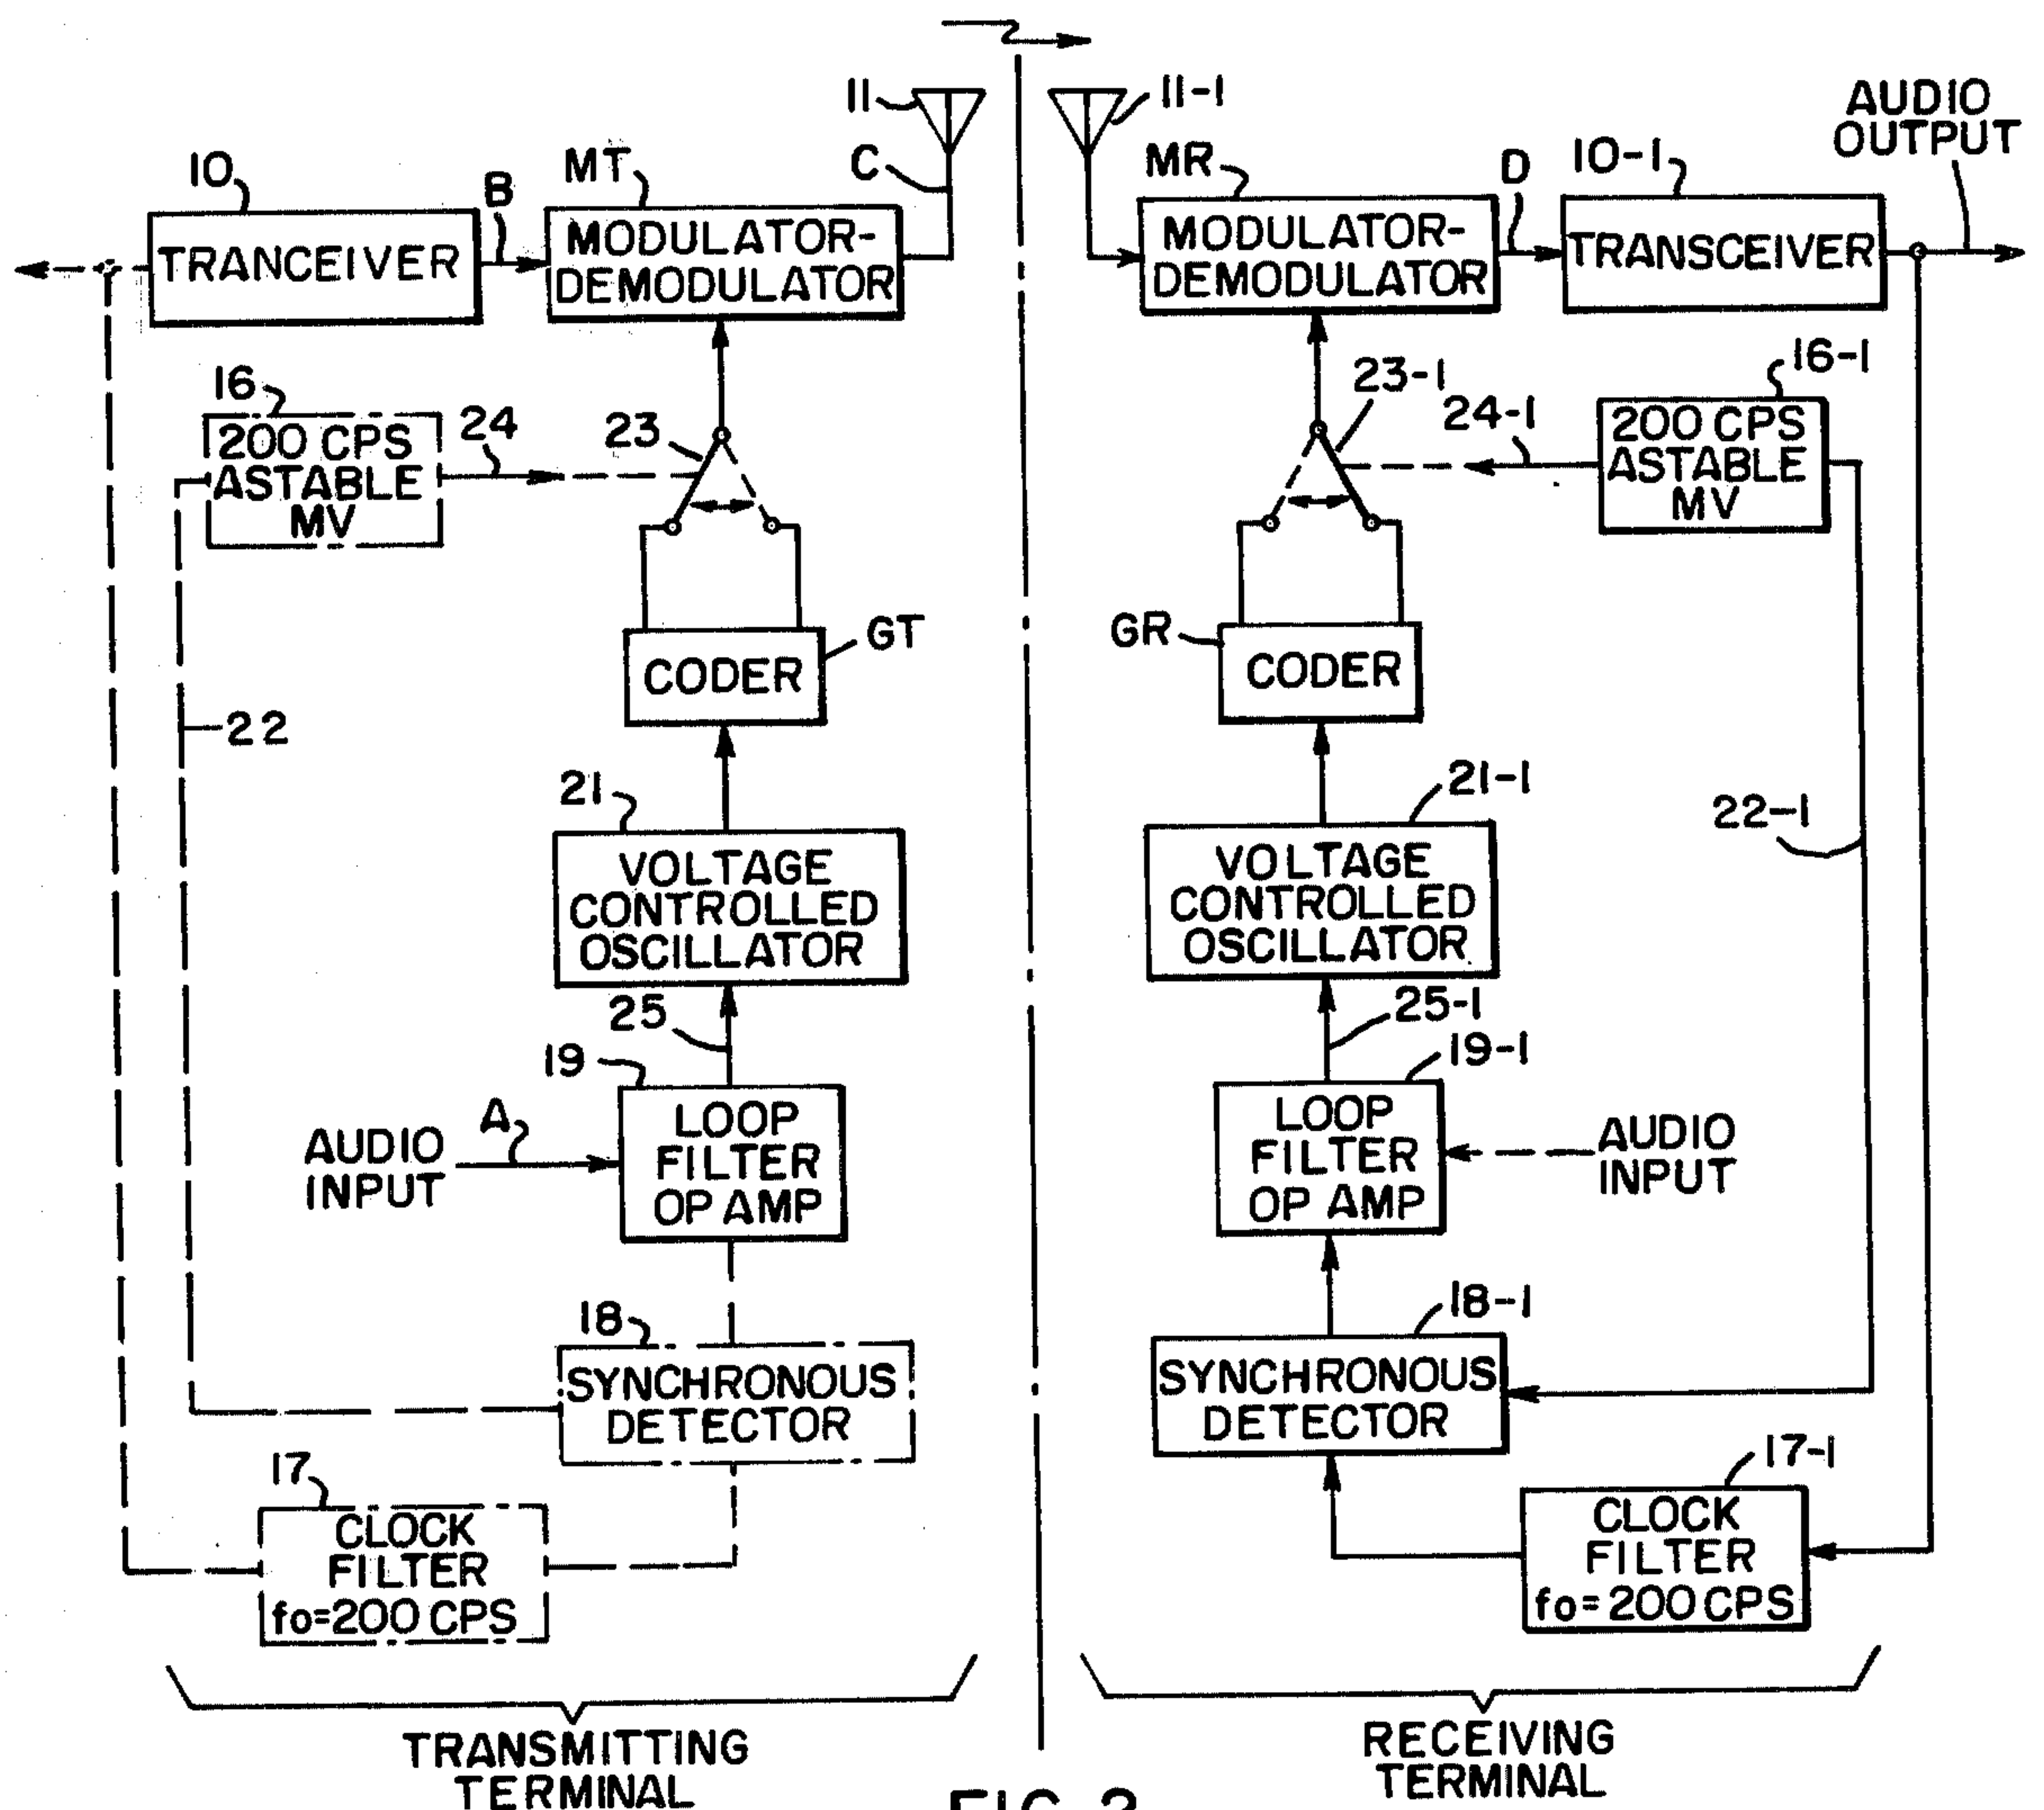 11
11-1
AUDIO
OUTPUT
10
B
MT
C
MR
D
10-1
TRANCEIVER
MODULATOR-
DEMODULATOR
MODULATOR-
DEMODULATOR
TRANSCEIVER
16
200 CPS
ASTABLE
MV
24
23
23-1
24-1
16-1
200 CPS
ASTABLE
MV
GT
CODER
GR
CODER
22
21
VOLTAGE
CONTROLLED
OSCILLATOR
21-1
VOLTAGE
CONTROLLED
OSCILLATOR
22-1
25
25-1
19
LOOP
FILTER
OP AMP
A
AUDIO
INPUT
19-1
LOOP
FILTER
OP AMP
AUDIO
INPUT
18
SYNCHRONOUS
DETECTOR
18-1
SYNCHRONOUS
DETECTOR
17
CLOCK
FILTER
fo=200 CPS
17-1
CLOCK
FILTER
fo=200 CPS
TRANSMITTING
TERMINAL
RECEIVING
TERMINAL